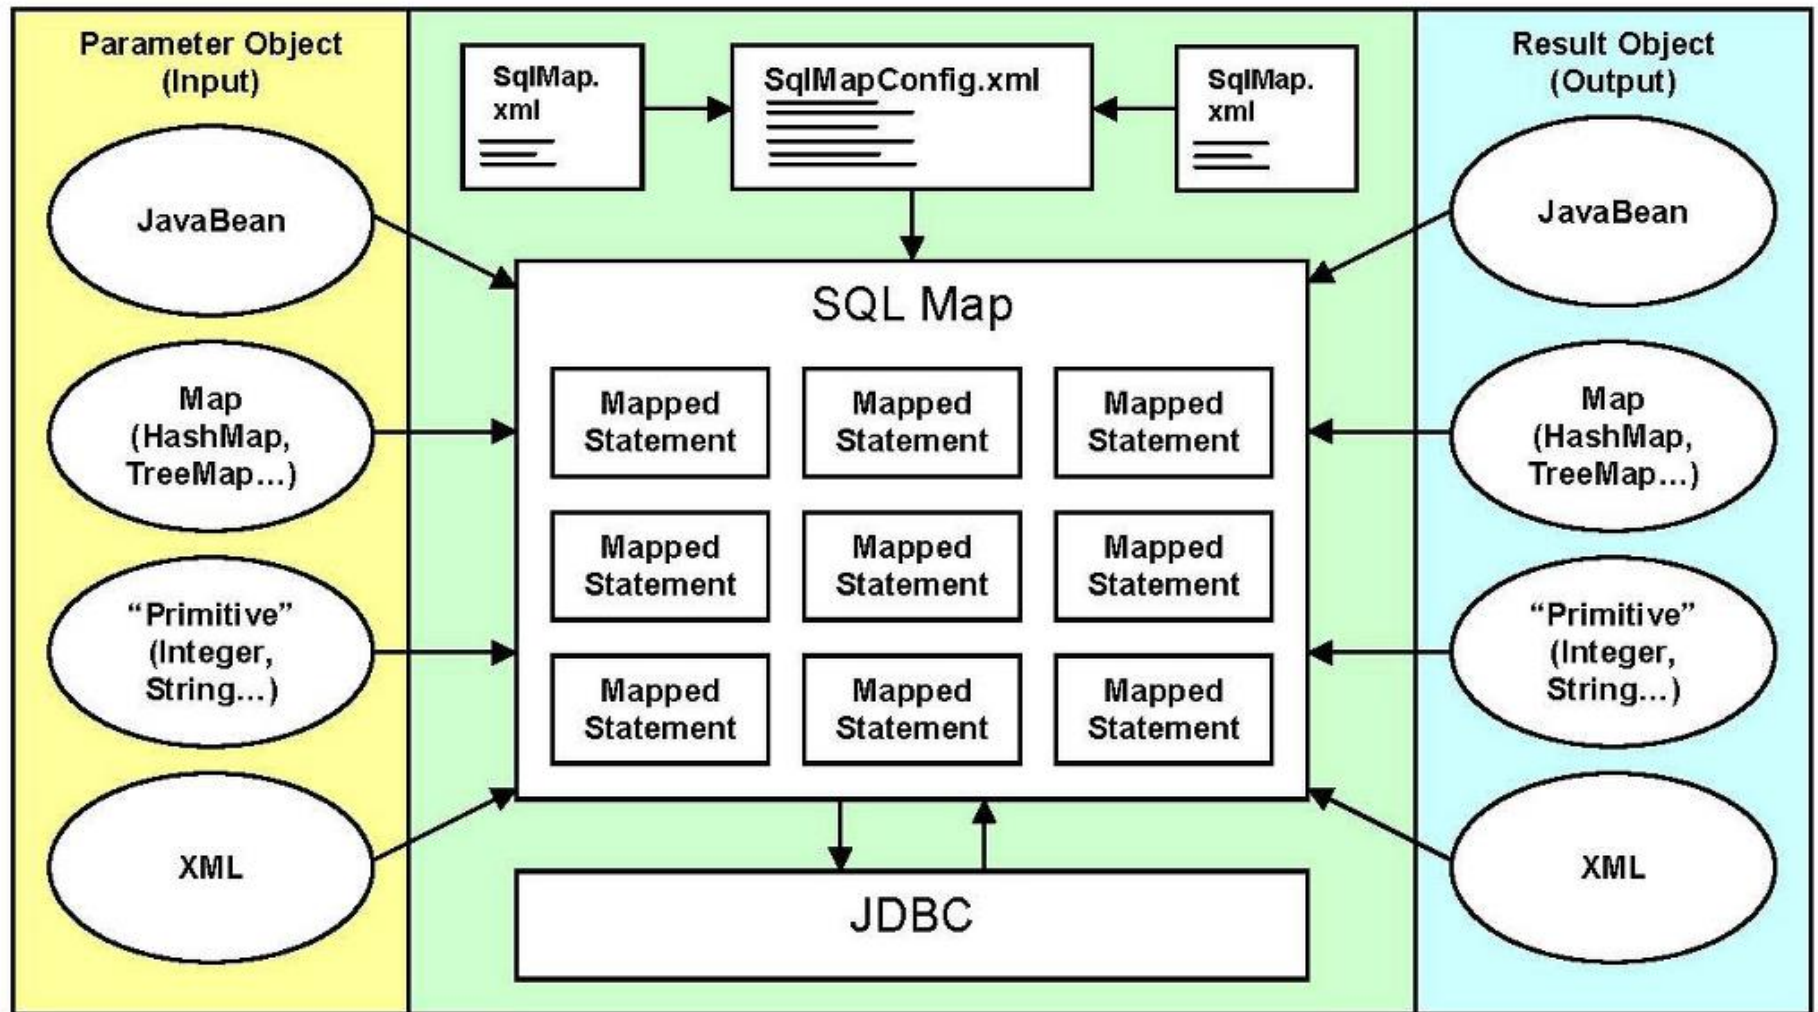 Parameter Object
(Input)
JavaBean
Map
(HashMap,
TreeMap...)
“Primitive”
(Integer,
String...)
XML
SqlMap.
xml
SqlMapConfig.xml
SqlMap.
xml
SQL Map
Mapped
Statement
Mapped
Statement
Mapped
Statement
Mapped
Statement
Mapped
Statement
Mapped
Statement
Mapped
Statement
Mapped
Statement
Mapped
Statement
JDBC
Result Object
(Output)
JavaBean
Map
(HashMap,
TreeMap...)
“Primitive”
(Integer,
String...)
XML